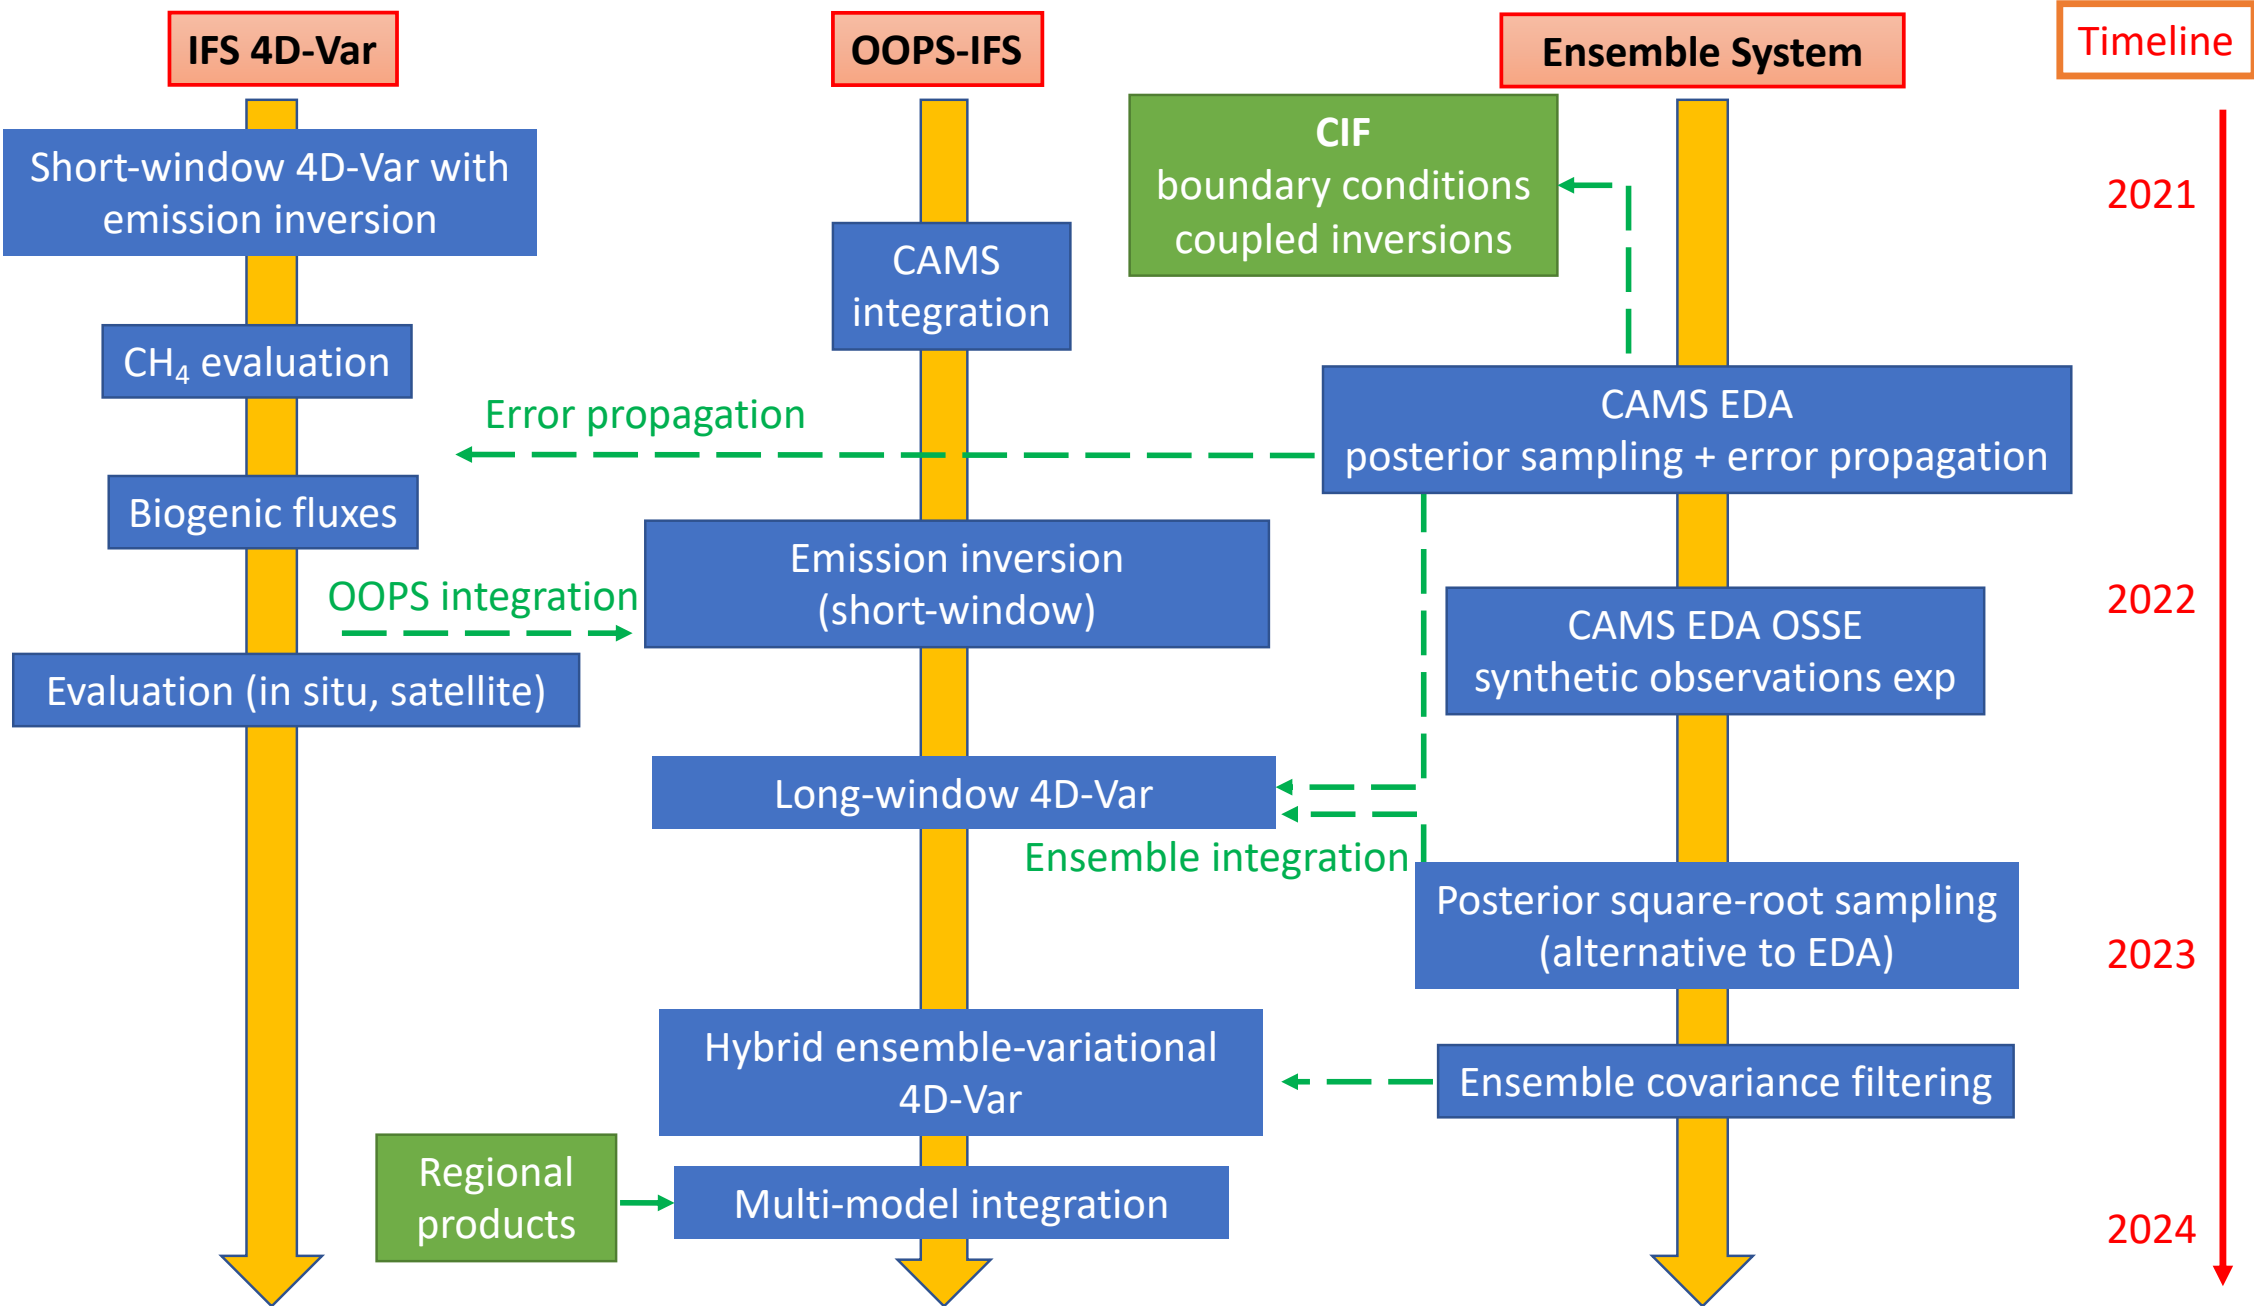 IFS 4D-Var
OOPS-IFS
Ensemble System
Timeline
Short-window 4D-Var with
emission inversion
CH₄ evaluation
Biogenic fluxes
Evaluation (in situ, satellite)
CAMS
integration
Error propagation
OOPS integration
Emission inversion
(short-window)
Long-window 4D-Var
Ensemble integration
Hybrid ensemble-variational
4D-Var
Regional
products
Multi-model integration
CIF
boundary conditions
coupled inversions
CAMS EDA
posterior sampling + error propagation
CAMS EDA OSSE
synthetic observations exp
Posterior square-root sampling
(alternative to EDA)
Ensemble covariance filtering
2021
2022
2023
2024